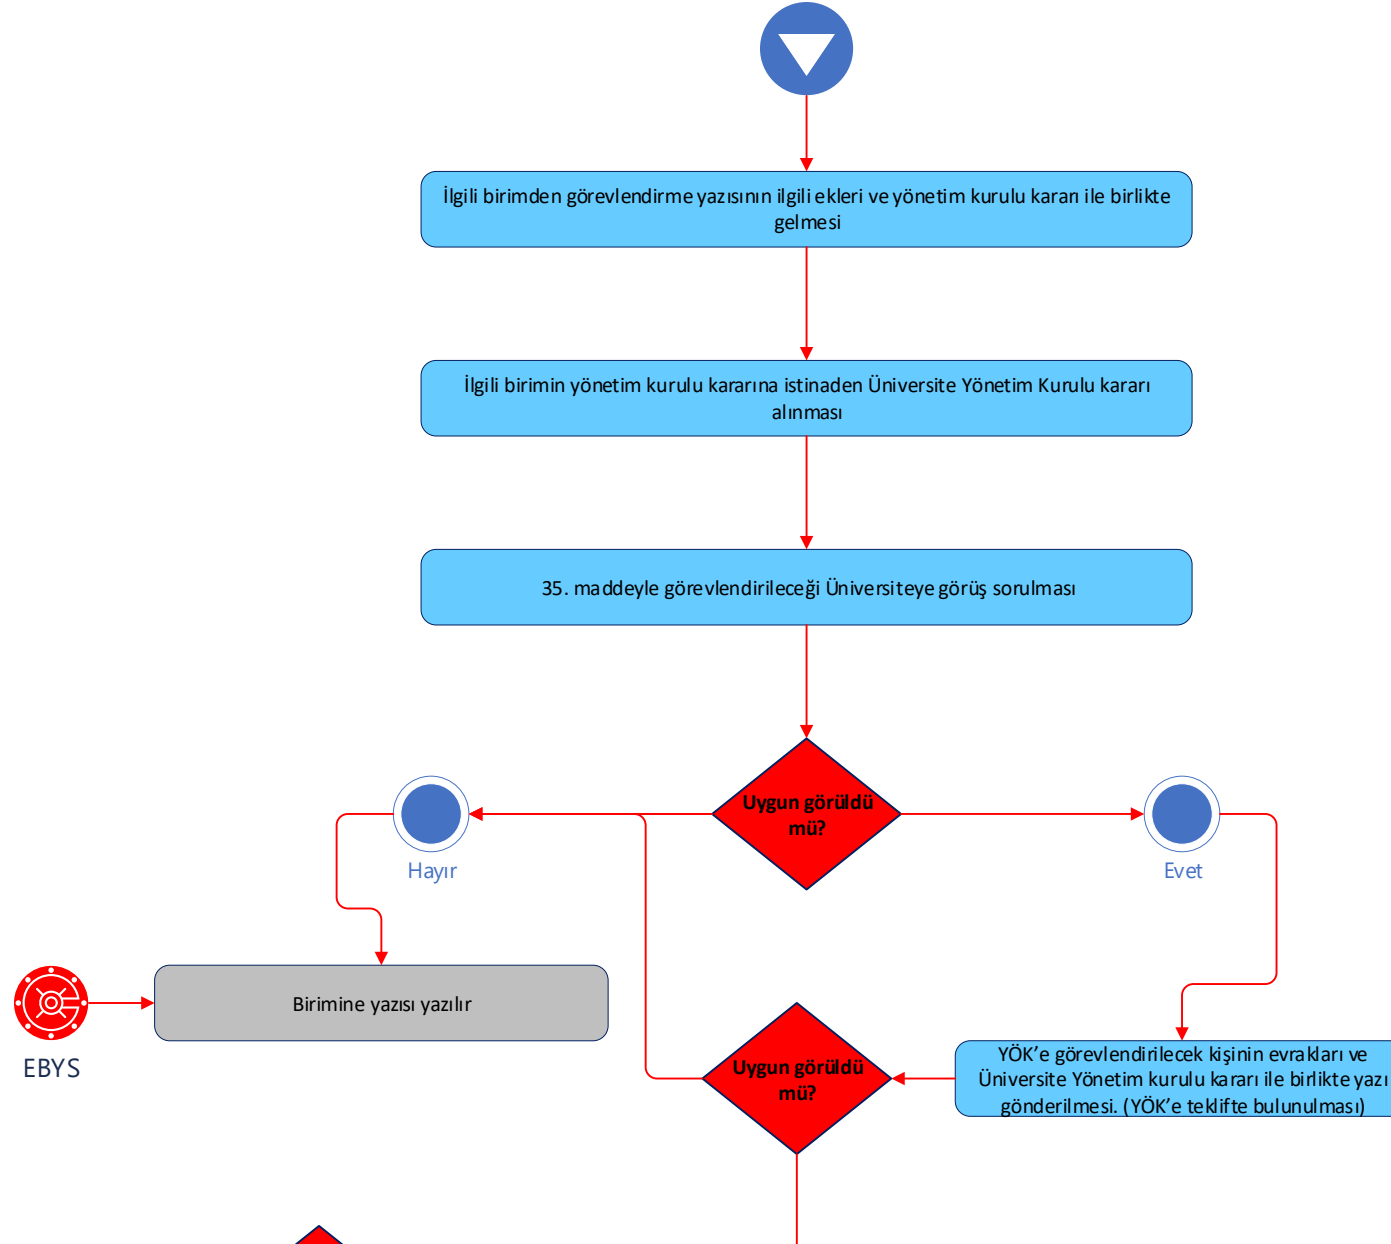 İlgili birimden görevlendirme yazısının ilgili ekleri ve yönetim kurulu kararı ile birlikte
gelmesi
İlgili birimin yönetim kurulu kararına istinaden Üniversite Yönetim Kurulu kararı
alınması
35. maddeyle görevlendirileceği Üniversiteye görüş sorulması
Uygun görüldü
mü?
Hayır
Evet
Birimine yazısı yazılır
EBYS
Uygun görüldü
mü?
YÖK’e görevlendirilecek kişinin evrakları ve
Üniversite Yönetim kurulu kararı ile birlikte yazı
gönderilmesi. (YÖK’e teklifte bulunulması)